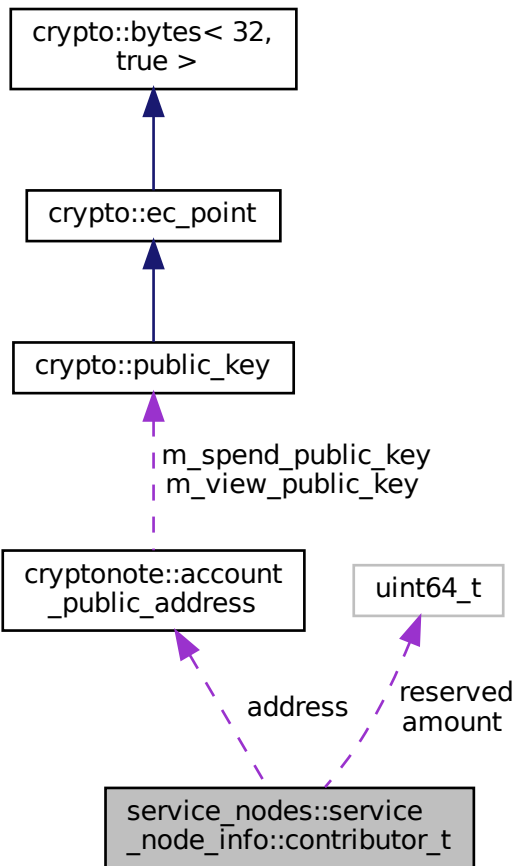 crypto::bytes< 32,
true >
crypto::ec_point
crypto::public_key
m_spend_public_key
m_view_public_key
cryptonote::account
_public_address
uint64_t
address
reserved
amount
service_nodes::service
_node_info::contributor_t